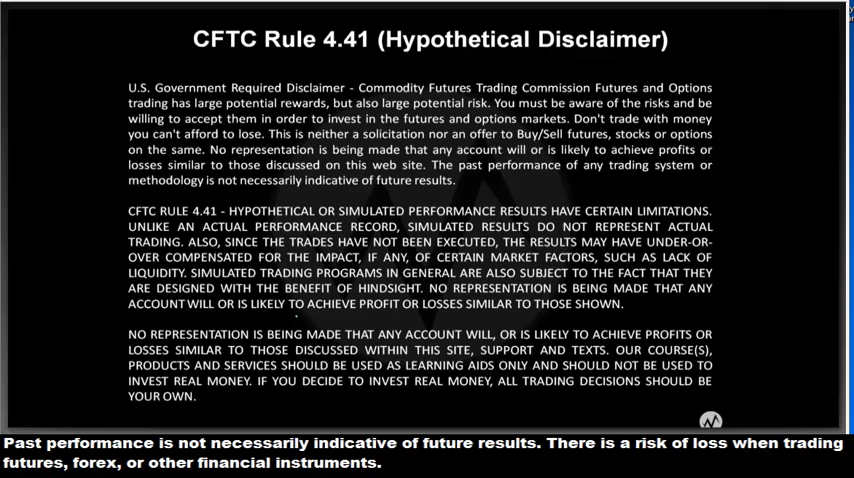 CFTC Rule 4.41 (Hypothetical Disclaimer)
U.S. Government Required Disclaimer - Commodity Futures Trading Commission Futures and Options
trading has large potential rewards, but also large potential risk. You must be aware of the risks and be
willing to accept them in order to invest in the futures and options markets. Don't trade with money
you can't afford to lose. This is neither a solicitation nor an offer to Buy/Sell futures, stocks or options
on the same. No representation is being made that any account will or is likely to achieve profits or
losses similar to those discussed on this web site. The past performance of any trading system or
methodology is not necessarily indicative of future results.
CFTC RULE 4.41 - HYPOTHETICAL OR SIMULATED PERFORMANCE RESULTS HAVE CERTAIN LIMITATIONS.
UNLIKE AN ACTUAL PERFORMANCE RECORD, SIMULATED RESULTS DO NOT REPRESENT ACTUAL
TRADING. ALSO, SINCE THE TRADES HAVE NOT BEEN EXECUTED, THE RESULTS MAY HAVE UNDER-OR-
OVER COMPENSATED FOR THE IMPACT, IF ANY, OF CERTAIN MARKET FACTORS, SUCH AS LACK OF
LIQUIDITY. SIMULATED TRADING PROGRAMS IN GENERAL ARE ALSO SUBJECT TO THE FACT THAT THEY
ARE DESIGNED WITH THE BENEFIT OF HINDSIGHT. NO REPRESENTATION IS BEING MADE THAT ANY
ACCOUNT WILL OR IS LIKELY TO ACHIEVE PROFIT OR LOSSES SIMILAR TO THOSE SHOWN.
NO REPRESENTATION IS BEING MADE THAT ANY ACCOUNT WILL, OR IS LIKELY TO ACHIEVE PROFITS OR
LOSSES SIMILAR TO THOSE DISCUSSED WITHIN THIS SITE, SUPPORT AND TEXTS. OUR COURSE(S),
PRODUCTS AND SERVICES SHOULD BE USED AS LEARNING AIDS ONLY AND SHOULD NOT BE USED TO
INVEST REAL MONEY. IF YOU DECIDE TO INVEST REAL MONEY, ALL TRADING DECISIONS SHOULD BE
YOUR OWN.
Past performance is not necessarily indicative of future results. There is a risk of loss when trading
futures, forex, or other financial instruments.